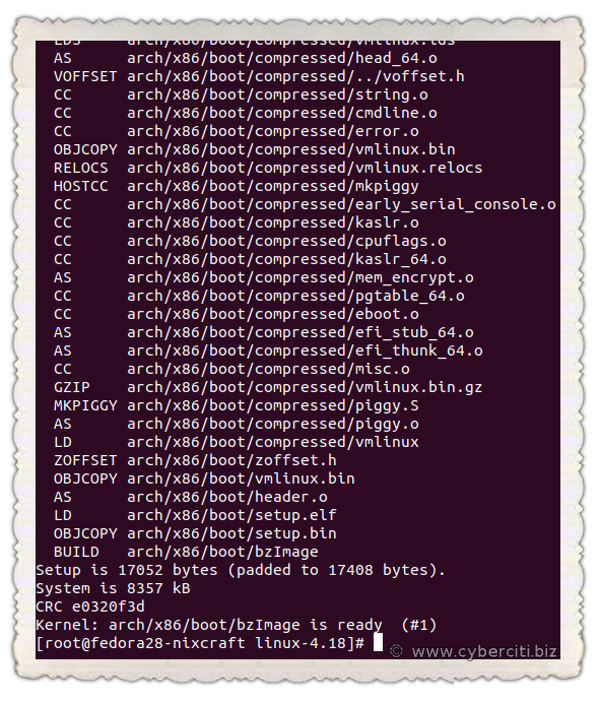 LDS arch/x86/boot/compressed/vmlinux.lds
AS arch/x86/boot/compressed/head_64.o
VOFFSET arch/x86/boot/compressed/../voffset.h
CC arch/x86/boot/compressed/string.o
CC arch/x86/boot/compressed/cmdline.o
CC arch/x86/boot/compressed/error.o
OBJCOPY arch/x86/boot/compressed/vmlinux.bin
RELOCS arch/x86/boot/compressed/vmlinux.relocs
HOSTCC arch/x86/boot/compressed/mkpiggy
CC arch/x86/boot/compressed/early_serial_console.o
CC arch/x86/boot/compressed/kaslr.o
CC arch/x86/boot/compressed/cpuflags.o
CC arch/x86/boot/compressed/kaslr_64.o
AS arch/x86/boot/compressed/mem_encrypt.o
CC arch/x86/boot/compressed/pgtable_64.o
CC arch/x86/boot/compressed/eboot.o
AS arch/x86/boot/compressed/efi_stub_64.o
AS arch/x86/boot/compressed/efi_thunk_64.o
CC arch/x86/boot/compressed/misc.o
GZIP arch/x86/boot/compressed/vmlinux.bin.gz
MKPIGGY arch/x86/boot/compressed/piggy.S
AS arch/x86/boot/compressed/piggy.o
LD arch/x86/boot/compressed/vmlinux
ZOFFSET arch/x86/boot/zoffset.h
OBJCOPY arch/x86/boot/vmlinux.bin
AS arch/x86/boot/header.o
LD arch/x86/boot/setup.elf
OBJCOPY arch/x86/boot/setup.bin
BUILD arch/x86/boot/bzImage
Setup is 17052 bytes (padded to 17408 bytes).
System is 8357 kB
CRC e0320f3d
Kernel: arch/x86/boot/bzImage is ready (#1)
[root@fedora28-nixcraft linux-4.18]#
© www.cyberciti.biz